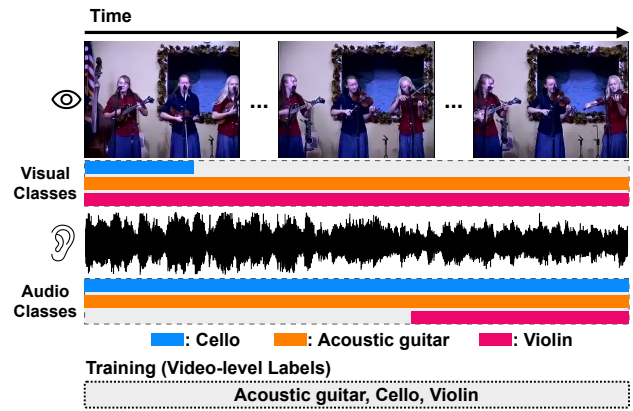 Time
... ...
Visual
Classes
Audio
Classes
: Cello : Acoustic guitar : Violin
Training (Video-level Labels)
Acoustic guitar, Cello, Violin